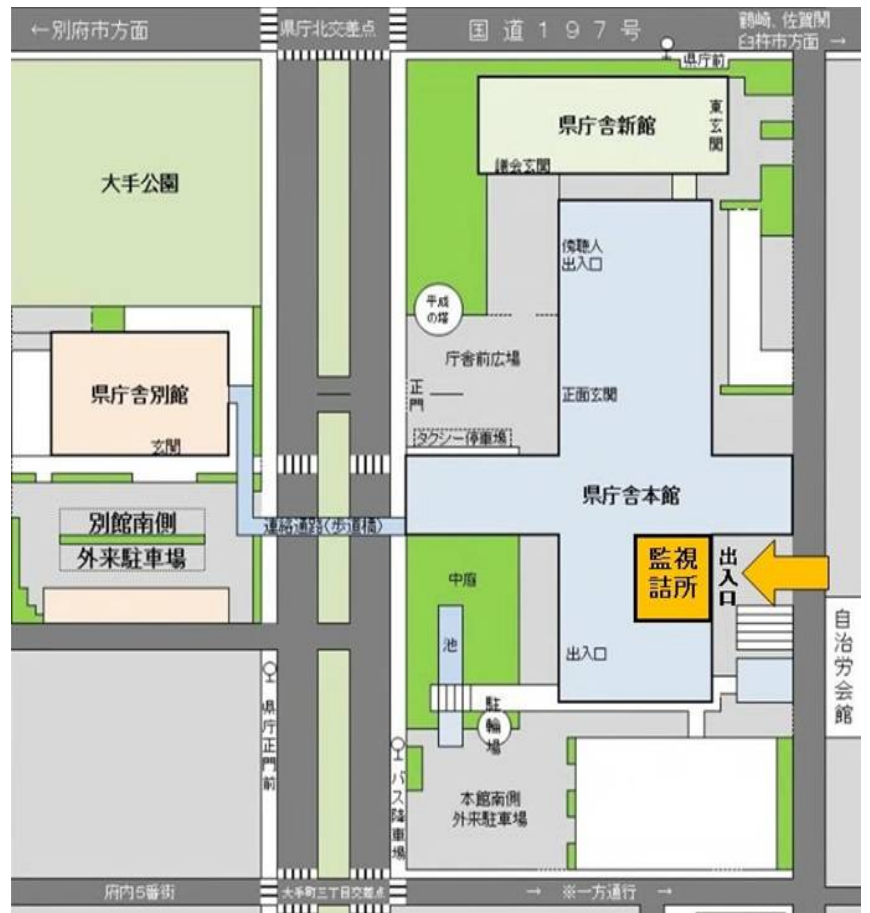 ←別府市方面
県庁北交差点
国道197号
鶴崎、佐賀関
臼杵市方面 →
県庁前
県庁舎新館
東玄関
議会玄関
大手公園
傍聴人
出入口
平成
の塔
庁舎前広場
正門
正面玄関
タクシー停車場
県庁舎別館
玄関
県庁舎本館
別館南側
外来駐車場
連絡通路(歩道橋)
監視
詰所
出入口
中庭
池
出入口
自治労会館
駐輪場
県庁正門前
バス降車場
本館南側
外来駐車場
府内5番街
大手町三丁目交差点
→ ※一方通行 →